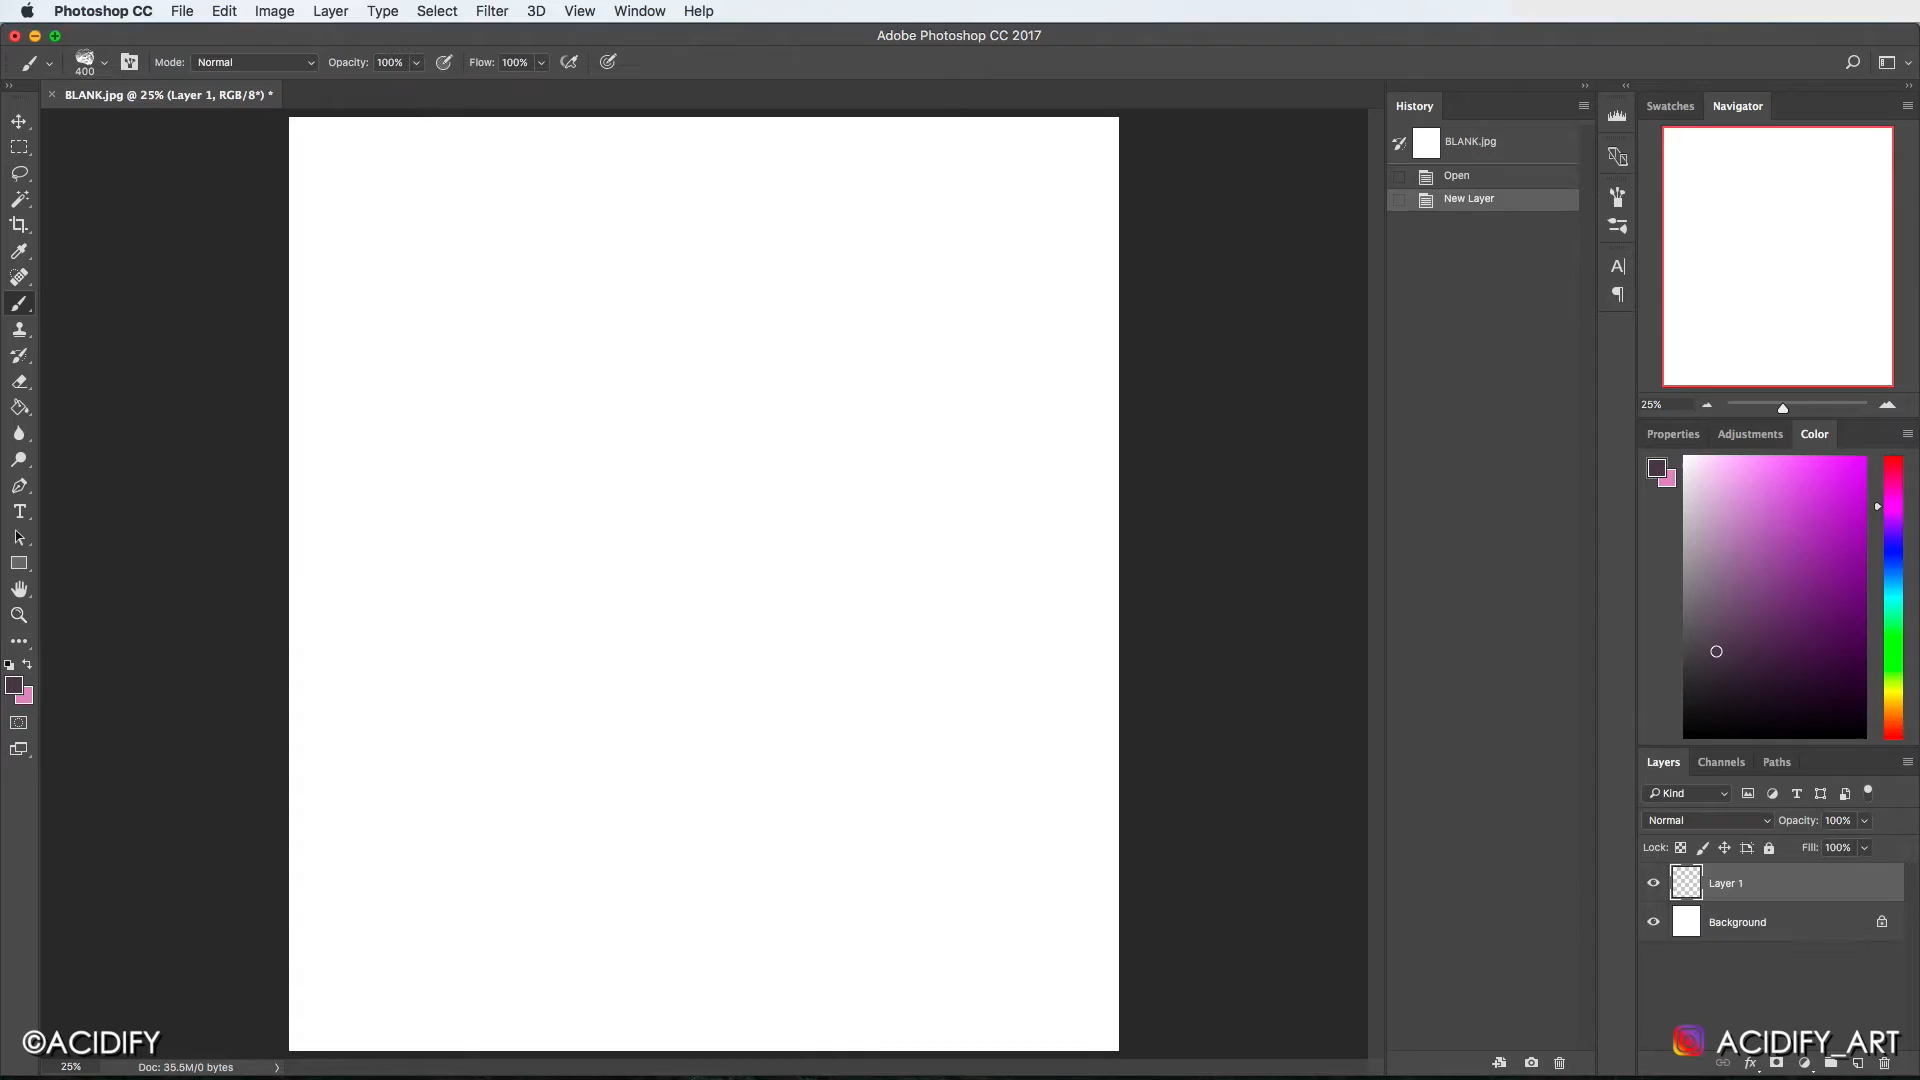 Photoshop CC File Edit Image Layer Type Select Filter 3D View Window Help
Adobe Photoshop CC 2017
400 Mode: Normal Opacity: 100% Flow: 100%
BLANK.jpg @ 25% (Layer 1, RGB/8*) *
History
Swatches Navigator
BLANK.jpg
Open
New Layer
25%
Properties Adjustments Color
Layers Channels Paths
Kind
Normal Opacity: 100%
Lock: Fill: 100%
Layer 1
Background
©ACIDIFY
ACIDIFY_ART
25% Doc: 35.5M/0 bytes